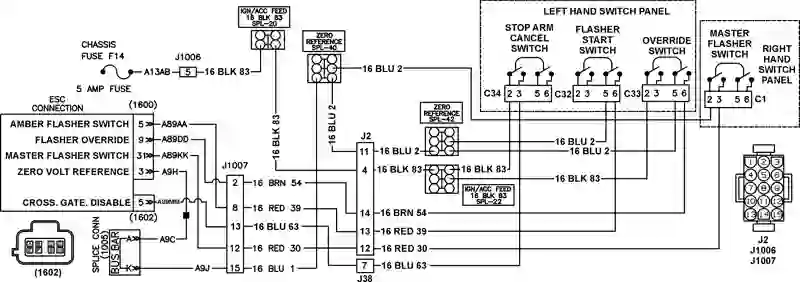 LEFT HAND SWITCH PANEL
IGN/ACC FEED
16 BLK 83
SPL-20
STOP ARM
CANCEL
SWITCH
FLASHER
START
SWITCH
OVERRIDE
SWITCH
MASTER
FLASHER
SWITCH
RIGHT
HAND
SWITCH
PANEL
ZERO
REFERENCE
SPL-40
CHASSIS
FUSE F14
5 AMP FUSE
A13AB
J1006
5
16 BLK 83
16 BLU 2
C34
2 3 5 6
C32
2 3 5 6
C33
2 3 5 6
2 3 5 6
C1
ESC
CONNECTION
(1600)
AMBER FLASHER SWITCH 5 A89AA
FLASHER OVERRIDE 9 A89DD
MASTER FLASHER SWITCH 31 A89KK
ZERO VOLT REFERENCE 3 A9H
CROSS. GATE. DISABLE 5
(1602)
16 BLK 83
16 BLU 2
ZERO
REFERENCE
SPL-42
J2
11 16 BLU 2
16 BLU 2
16 BLU 2
4 16 BLK 83
16 BLK 83
IGN/ACC FEED
16 BLK 83
SPL-22
J1007
2 16 BRN 54
8 16 RED 39
13 16 BLU 63
12 16 RED 30
15 16 BLU 1
14 16 BRN 54
13 16 RED 39
12 16 RED 30
7 16 BLU 63
J38
(1602)
SPLICE CONN
(1005)
BUS BAR
A A9C
K A9J
1 2 3
13 15
J2
J1006
J1007